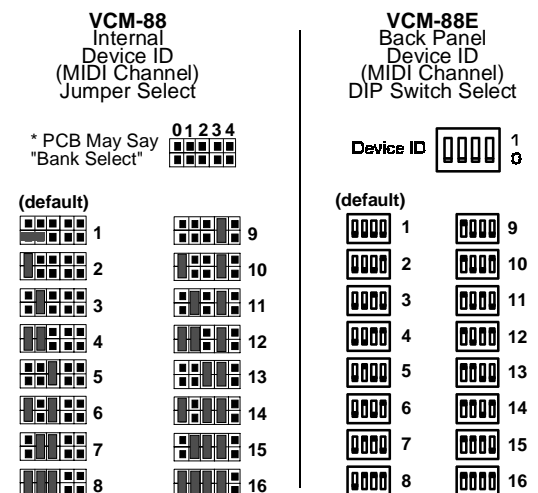 VCM-88
Internal
Device ID
(MIDI Channel)
Jumper Select
* PCB May Say
"Bank Select"
0 1 2 3 4
(default)
1
2
3
4
5
6
7
8
9
10
11
12
13
14
15
16
VCM-88E
Back Panel
Device ID
(MIDI Channel)
DIP Switch Select
Device ID
1
0
(default)
1
2
3
4
5
6
7
8
9
10
11
12
13
14
15
16